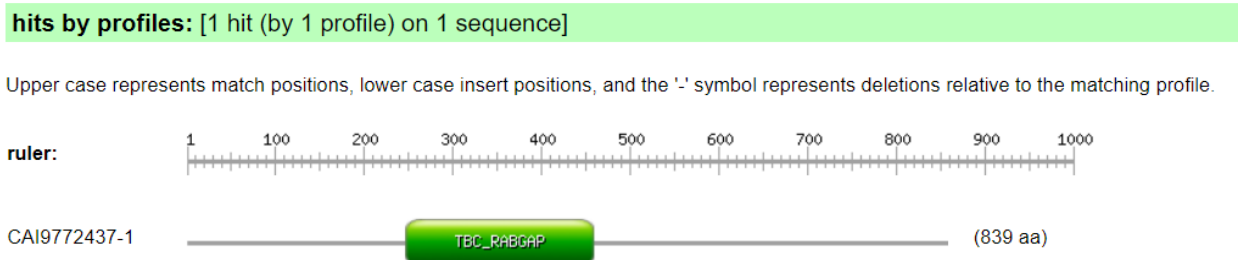 hits by profiles: [1 hit (by 1 profile) on 1 sequence]
Upper case represents match positions, lower case insert positions, and the '-' symbol represents deletions relative to the matching profile.
ruler: 1 100 200 300 400 500 600 700 800 900 1000
CAI9772437-1 TBC_RABGAP (839 aa)